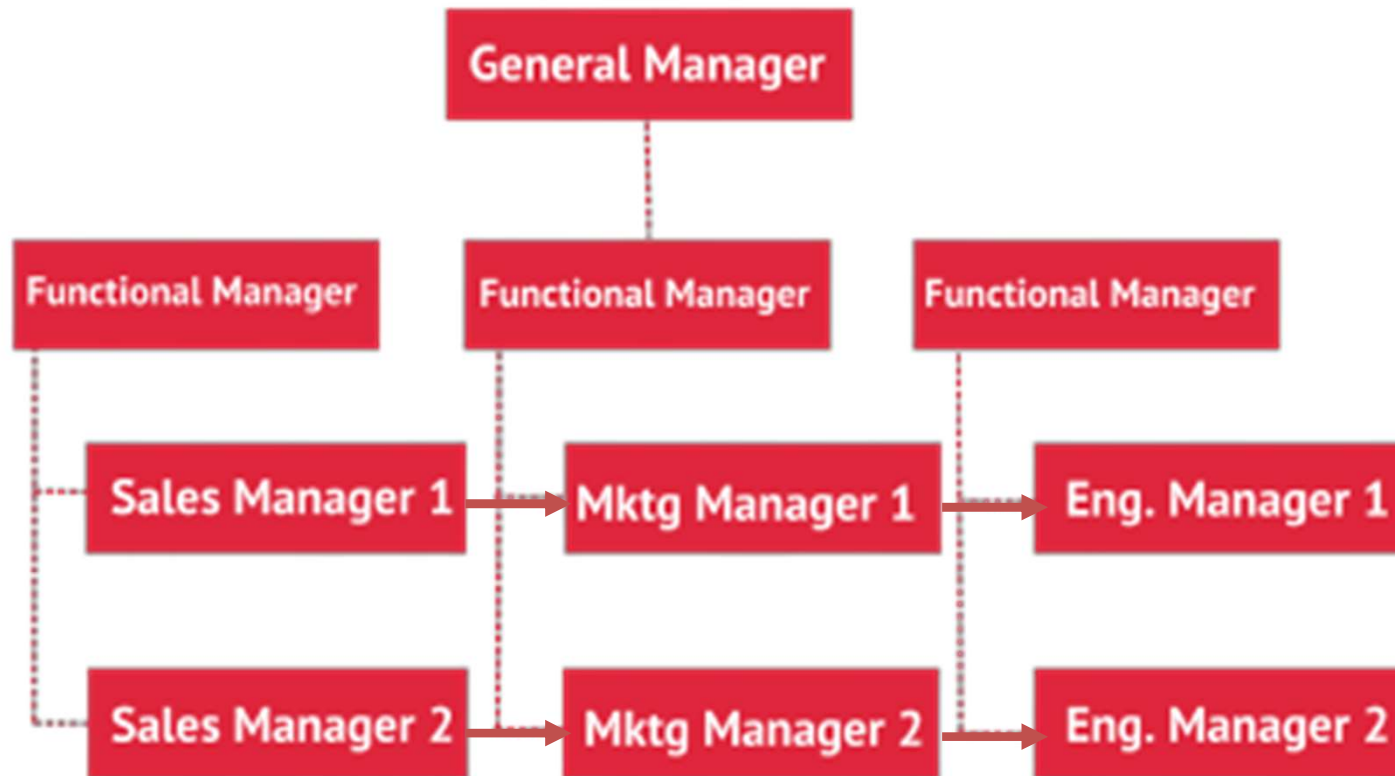 General Manager
Functional Manager
Functional Manager
Functional Manager
Sales Manager 1
Mktg Manager 1
Eng. Manager 1
Sales Manager 2
Mktg Manager 2
Eng. Manager 2